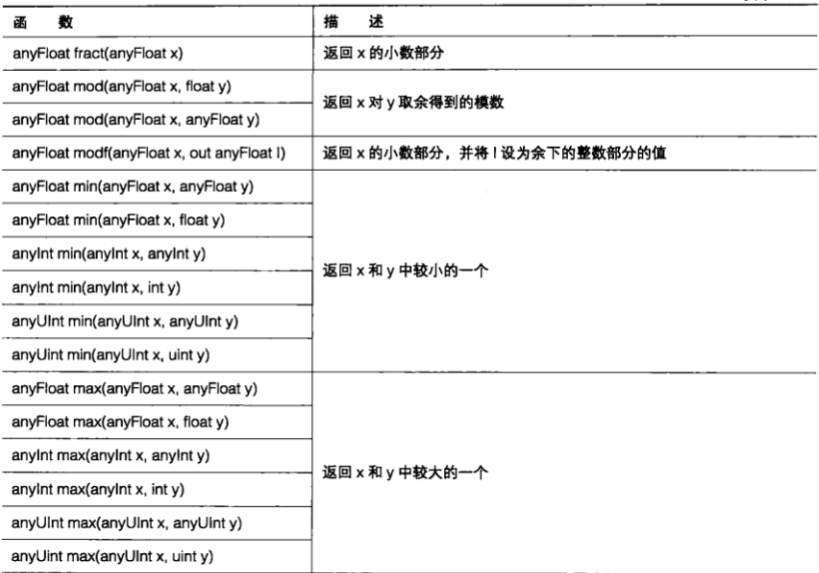 函 数 描 述
anyFloat fract(anyFloat x) 返回 x 的小数部分
anyFloat mod(anyFloat x, float y)
返回 x 对 y 取余得到的模数
anyFloat mod(anyFloat x, anyFloat y)
anyFloat modf(anyFloat x, out anyFloat l) 返回 x 的小数部分，并将 l 设为余下的整数部分的值
anyFloat min(anyFloat x, anyFloat y)
anyFloat min(anyFloat x, float y)
anyInt min(anyInt x, anyInt y)
返回 x 和 y 中较小的一个
anyInt min(anyInt x, int y)
anyUInt min(anyUInt x, anyUInt y)
anyUint min(anyUInt x, uint y)
anyFloat max(anyFloat x, anyFloat y)
anyFloat max(anyFloat x, float y)
anyInt max(anyInt x, anyInt y)
返回 x 和 y 中较大的一个
anyInt max(anyInt x, int y)
anyUInt max(anyUInt x, anyUInt y)
anyUint max(anyUInt x, uint y)